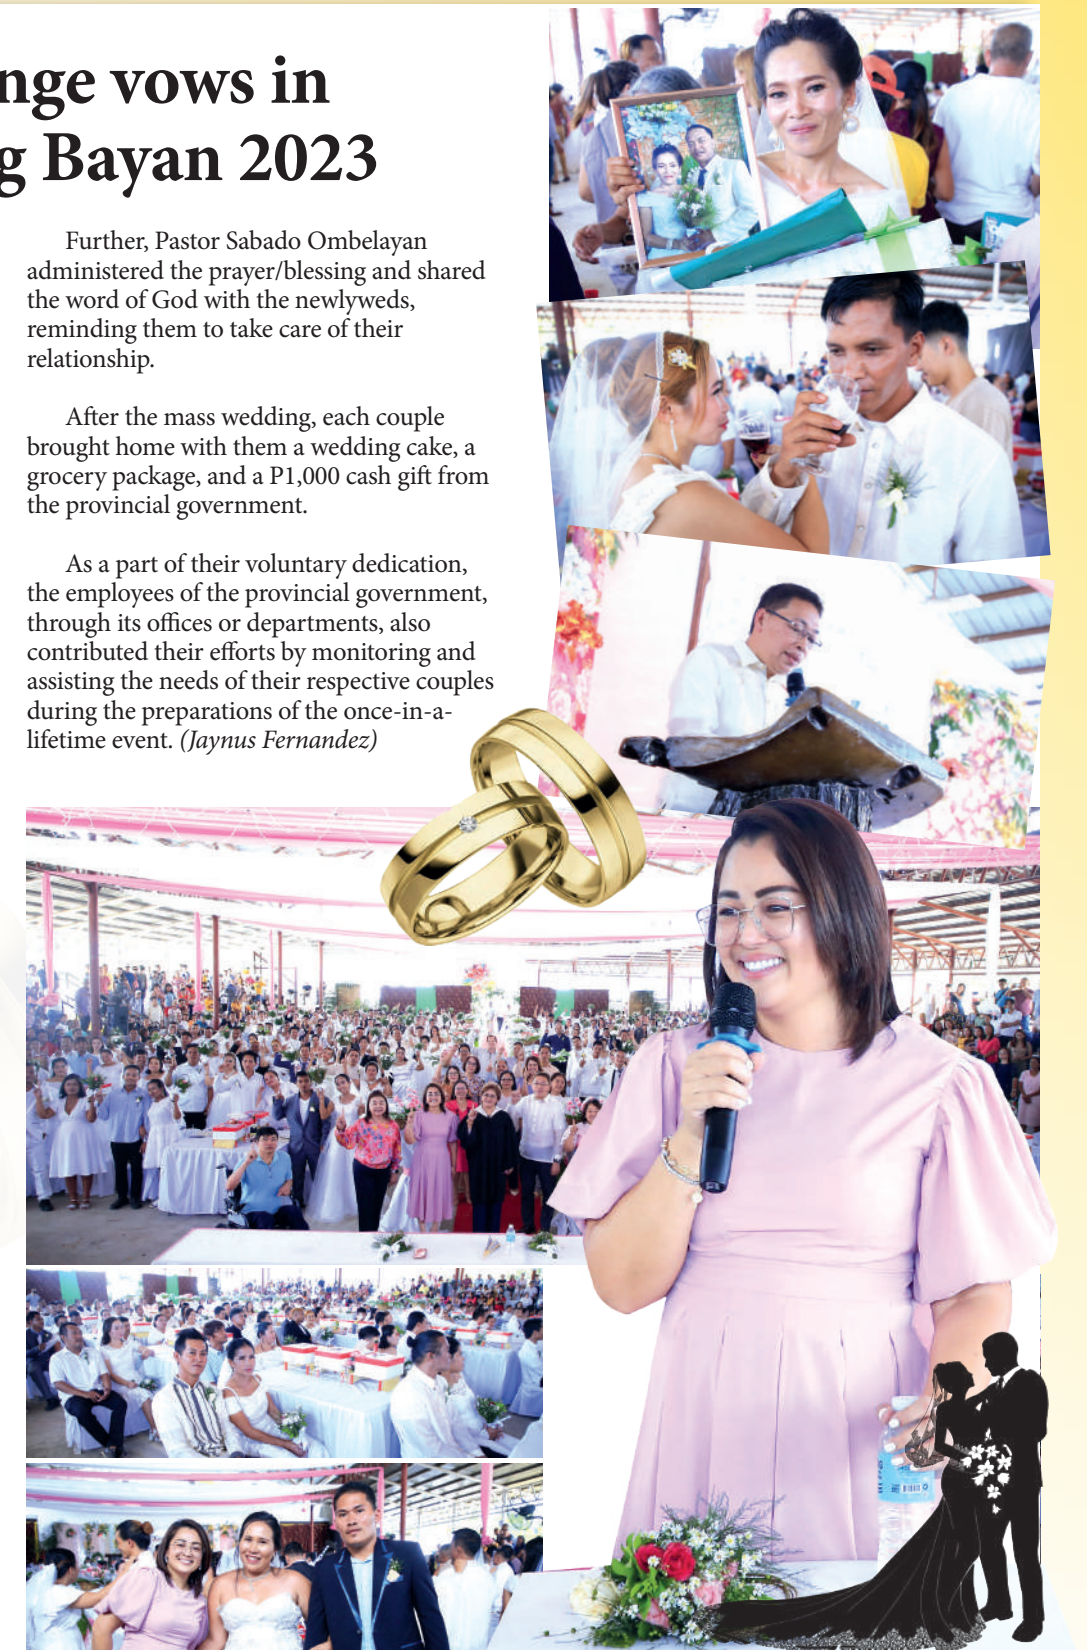 nge vows in
g Bayan 2023
Further, Pastor Sabado Ombelayan
administered the prayer/blessing and shared
the word of God with the newlyweds,
reminding them to take care of their
relationship.
After the mass wedding, each couple
brought home with them a wedding cake, a
grocery package, and a P1,000 cash gift from
the provincial government.
As a part of their voluntary dedication,
the employees of the provincial government,
through its offices or departments, also
contributed their efforts by monitoring and
assisting the needs of their respective couples
during the preparations of the once-in-a-
lifetime event. (Jaynus Fernandez)